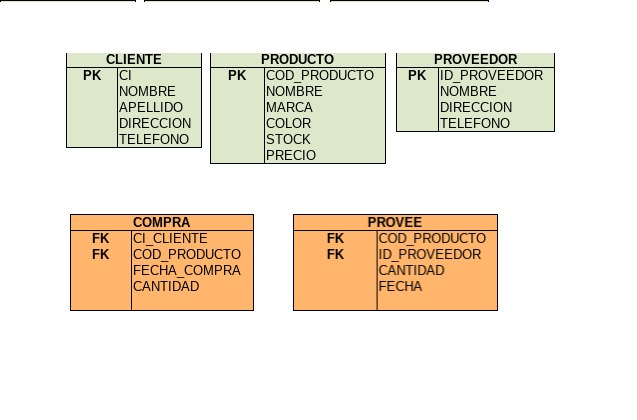 CLIENTE
PK CI
NOMBRE
APELLIDO
DIRECCION
TELEFONO
PRODUCTO
PK COD_PRODUCTO
NOMBRE
MARCA
COLOR
STOCK
PRECIO
PROVEEDOR
PK ID_PROVEEDOR
NOMBRE
DIRECCION
TELEFONO
COMPRA
FK CI_CLIENTE
FK COD_PRODUCTO
FECHA_COMPRA
CANTIDAD
PROVEE
FK COD_PRODUCTO
FK ID_PROVEEDOR
CANTIDAD
FECHA